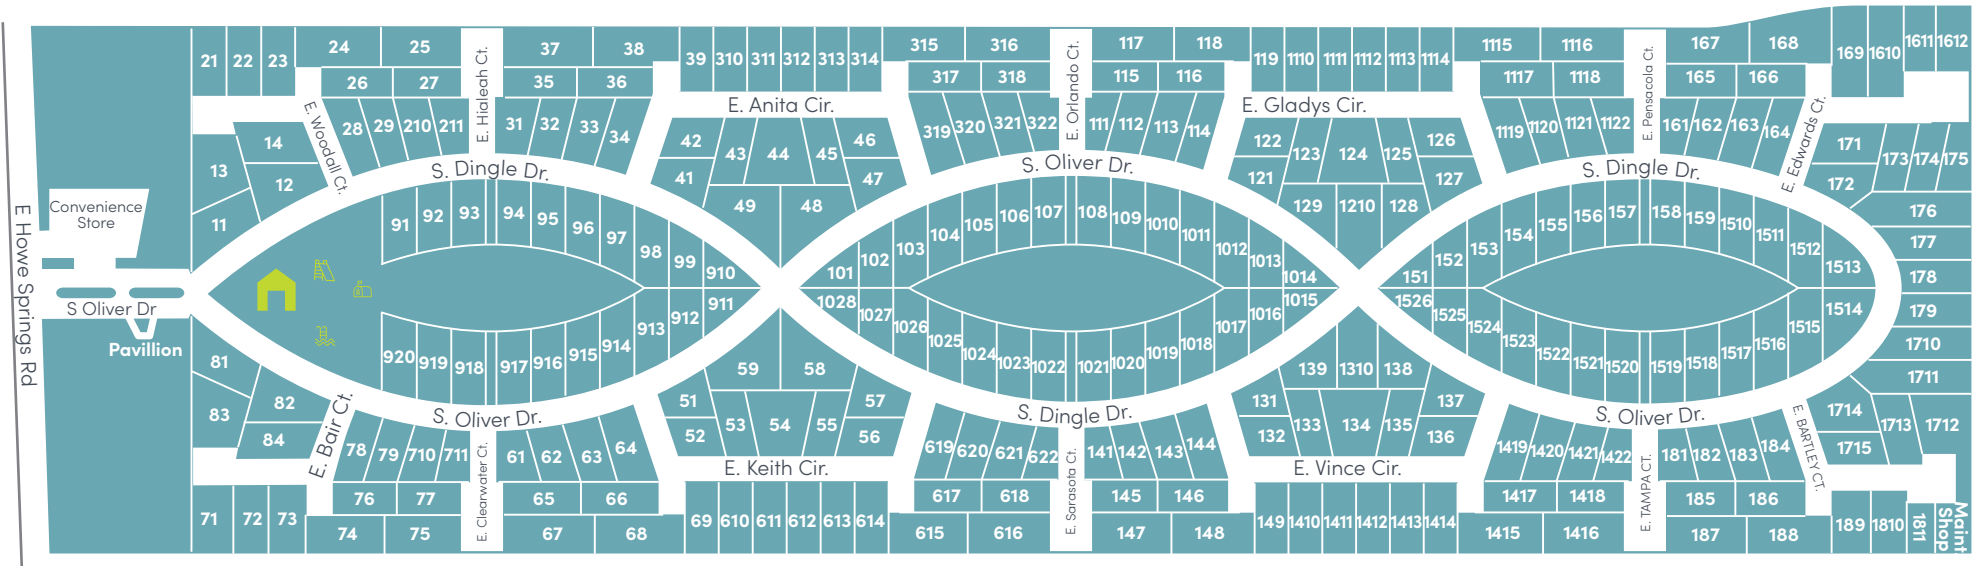 21 22 23
24 25
26 27
28 29 210 211
E. Woodall Ct.
E. Hialeah Ct.
37 38
35 36
31 32 33 34
39 310 311 312 313 314
E. Anita Cir.
42 43 44 45 46
41 47
49 48
315 316
317 318
319 320 321 322
E. Orlando Ct.
117 118
115 116
111 112 113 114
119 1110 1111 1112 1113 1114
E. Gladys Cir.
122 123 124 125 126
121 127
129 1210 128
1115 1116
1117 1118
1119 1120 1121 1122
E. Pensacola Ct.
167 168
165 166
161 162 163 164
E. Edwards Ct.
169 1610 1611 1612
171 173 174 175
172
176
177
178
179
1710
1711
14
13 12
11
Convenience
Store
E Howe Springs Rd
S Oliver Dr
Pavillion
S. Dingle Dr.
S. Oliver Dr.
S. Dingle Dr.
91 92 93 94 95 96 97 98 99 910
920 919 918 917 916 915 914 913 912 911
101 102 103 104 105 106 107 108 109 1010 1011 1012 1013 1014
1028 1027 1026 1025 1024 1023 1022 1021 1020 1019 1018 1017 1016 1015
151 152 153 154 155 156 157 158 159 1510 1511 1512 1513
1526 1525 1524 1523 1522 1521 1520 1519 1518 1517 1516 1515 1514
S. Oliver Dr.
S. Dingle Dr.
S. Oliver Dr.
81
83 82
84
71 72 73
E. Bair Ct.
78 79 710 711
76 77
74 75
E. Clearwater Ct.
61 62 63 64
65 66
67 68
59 58
51 57
52 53 54 55 56
E. Keith Cir.
69 610 611 612 613 614
619 620 621 622
617 618
615 616
E. Sarasota Ct.
141 142 143 144
145 146
147 148
139 1310 138
131 137
132 133 134 135 136
E. Vince Cir.
149 1410 1411 1412 1413 1414
1419 1420 1421 1422
1417 1418
1415 1416
E. TAMPA CT.
181 182 183 184
185 186
187 188
E. BARTLEY CT.
1714 1713 1712
1715
189 1810 1811
Maint
Shop